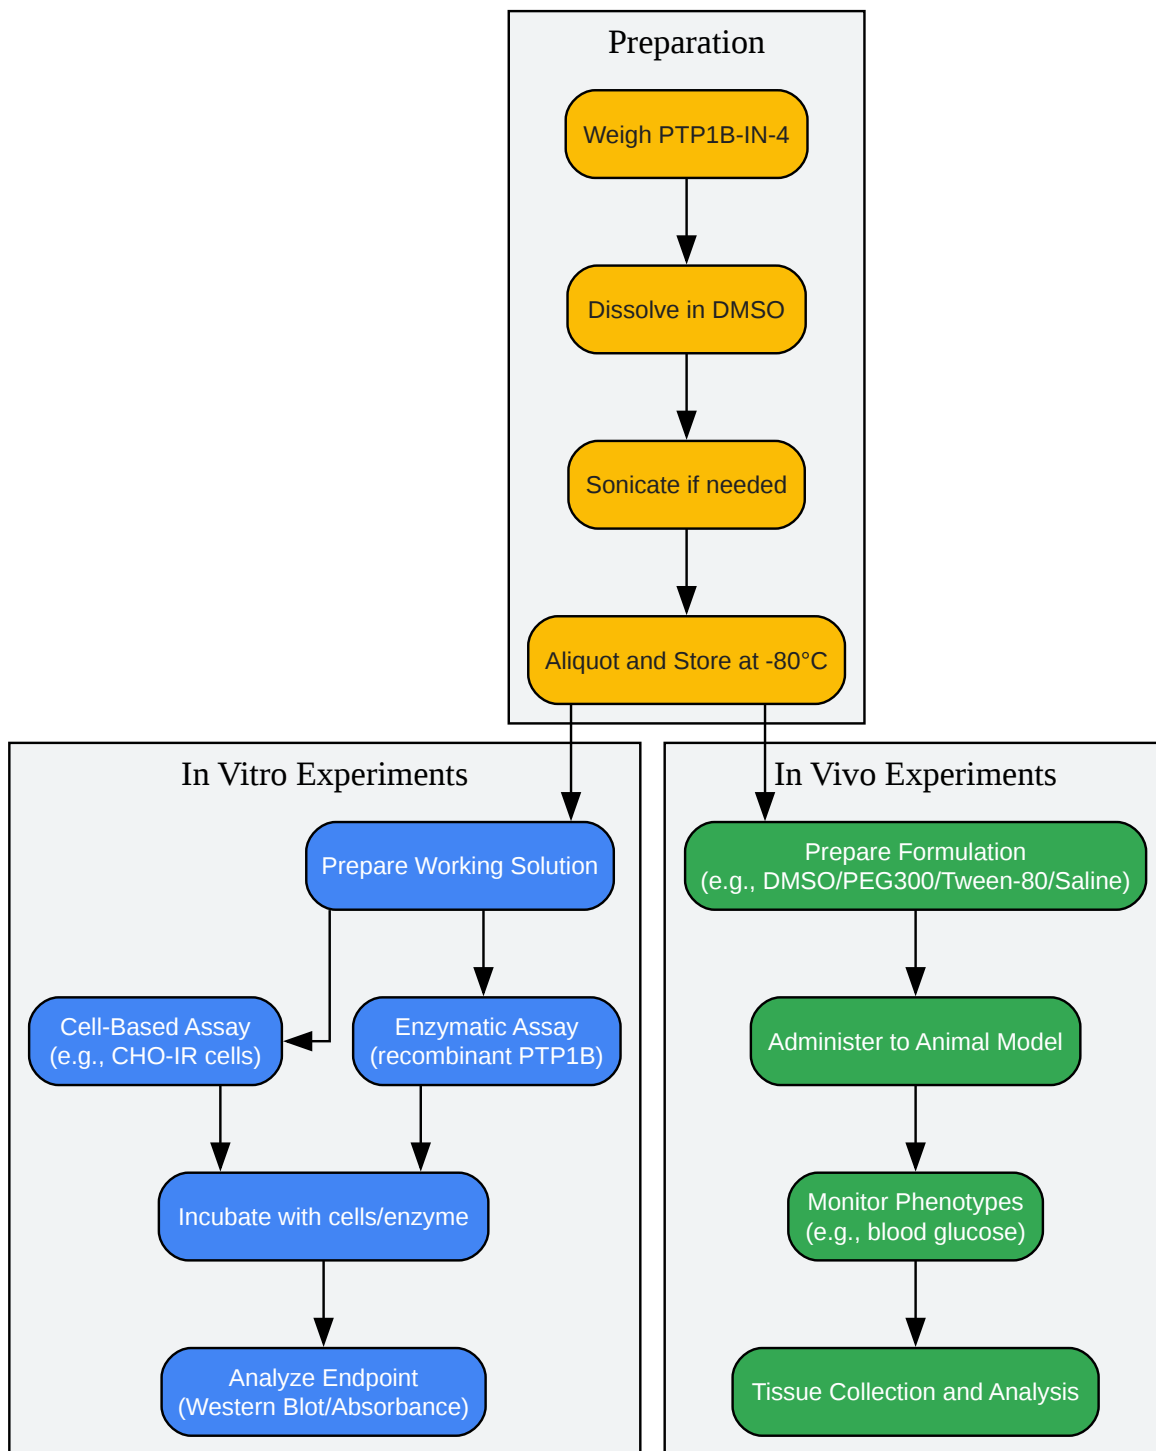 Preparation
Weigh PTP1B-IN-4
Dissolve in DMSO
Sonicate if needed
Aliquot and Store at -80°C
In Vitro Experiments
Prepare Working Solution
Cell-Based Assay
(e.g., CHO-IR cells)
Enzymatic Assay
(recombinant PTP1B)
Incubate with cells/enzyme
Analyze Endpoint
(Western Blot/Absorbance)
In Vivo Experiments
Prepare Formulation
(e.g., DMSO/PEG300/Tween-80/Saline)
Administer to Animal Model
Monitor Phenotypes
(e.g., blood glucose)
Tissue Collection and Analysis